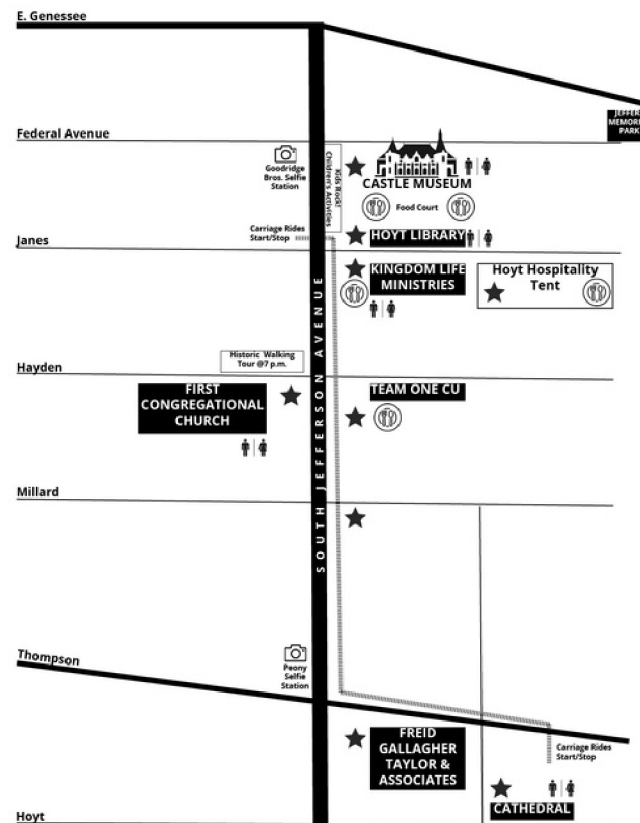 E. Genessee
MEMOR
PARK
Federal Avenue
Goodridge
Bros. Selfie
Station
Kids Rock!
Children's Activities
CASTLE MUSEUM
Food Court
Carriage Rides
Start/Stop
HOYT LIBRARY
Janes
KINGDOM LIFE
MINISTRIES
Hoyt Hospitality
Tent
SOUTH JEFFERSON AVENUE
Historic Walking
Tour @7 p.m.
Hayden
FIRST
CONGREGATIONAL
CHURCH
TEAM ONE CU
Millard
Thompson
Peony
Selfie
Station
FREID
GALLAGHER
TAYLOR &
ASSOCIATES
Carriage Rides
Start/Stop
CATHEDRAL
Hoyt